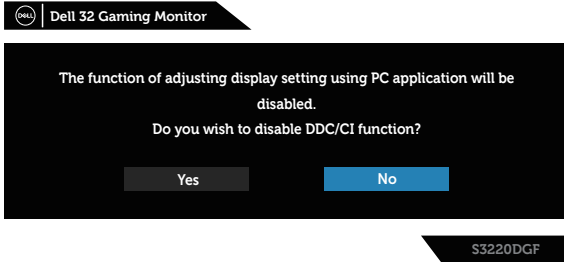 DELL Dell 32 Gaming Monitor
The function of adjusting display setting using PC application will be
disabled.
Do you wish to disable DDC/CI function?
Yes No
S3220DGF